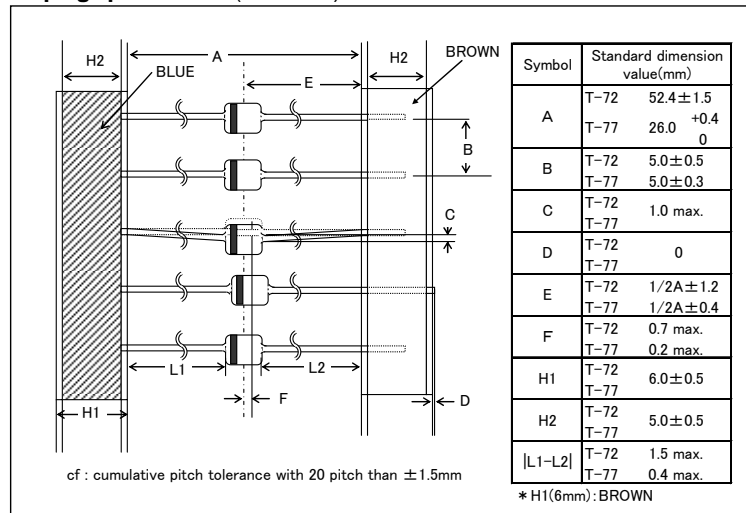 H2
A
H2
BROWN
BLUE
E
B
C
L1
L2
F
H1
D
cf : cumulative pitch tolerance with 20 pitch than ±1.5mm
Symbol Standard dimension value(mm)
A T-72 52.4±1.5
T-77 26.0 +0.4 0
B T-72 5.0±0.5
T-77 5.0±0.3
C T-72 1.0 max.
T-77
D T-72 0
T-77
E T-72 1/2A±1.2
T-77 1/2A±0.4
F T-72 0.7 max.
T-77 0.2 max.
H1 T-72 6.0±0.5
T-77
H2 T-72 5.0±0.5
T-77
|L1-L2| T-72 1.5 max.
T-77 0.4 max.
* H1(6mm):BROWN